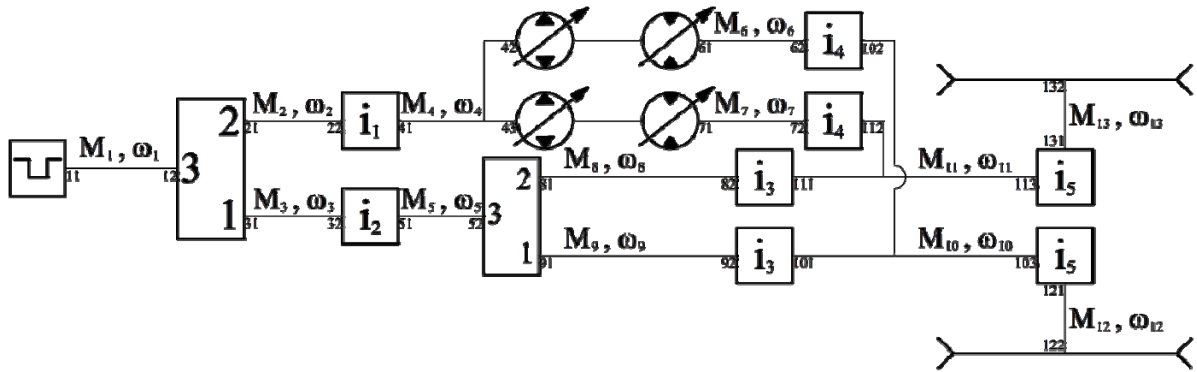 M₆, ω₆
42 61 62 i₄ 102
132
M₂, ω₂ M₄, ω₄ M₇, ω₇
M₁₃, ω₁₃
2 21 22 i₁ 41 43 71 72 i₄ 112
M₁, ω₁
131
M₈, ω₈ M₁₁, ω₁₁
11 12 3 2 81 82 i₃ 111 113 i₅
M₃, ω₃ M₅, ω₅
1 31 32 i₂ 51 52 3
M₉, ω₉ M₁₀, ω₁₀
1 91 92 i₃ 101 103 i₅
121
M₁₂, ω₁₂
122